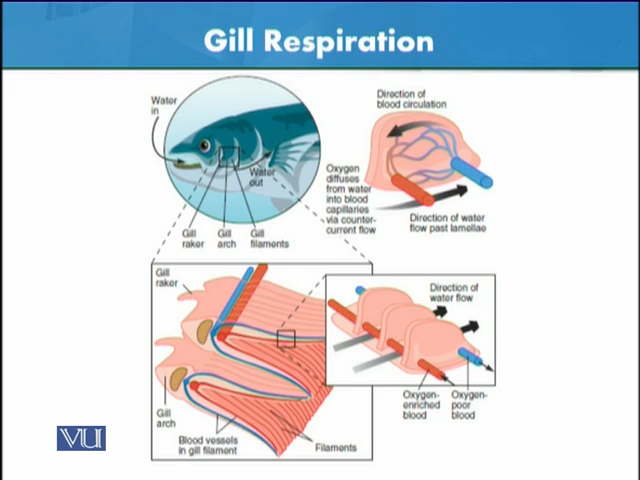 Gill Respiration
Water
in
Water
out
Gill
raker
Gill
arch
Gill
filaments
Direction of
blood circulation
Oxygen
diffuses
from water
into blood
capillaries
via counter-
current flow
Direction of water
flow past lamellae
Gill
raker
Gill
arch
Blood vessels
in gill filament
Filaments
Direction of
water flow
Oxygen-
enriched
blood
Oxygen-
poor
blood
VU